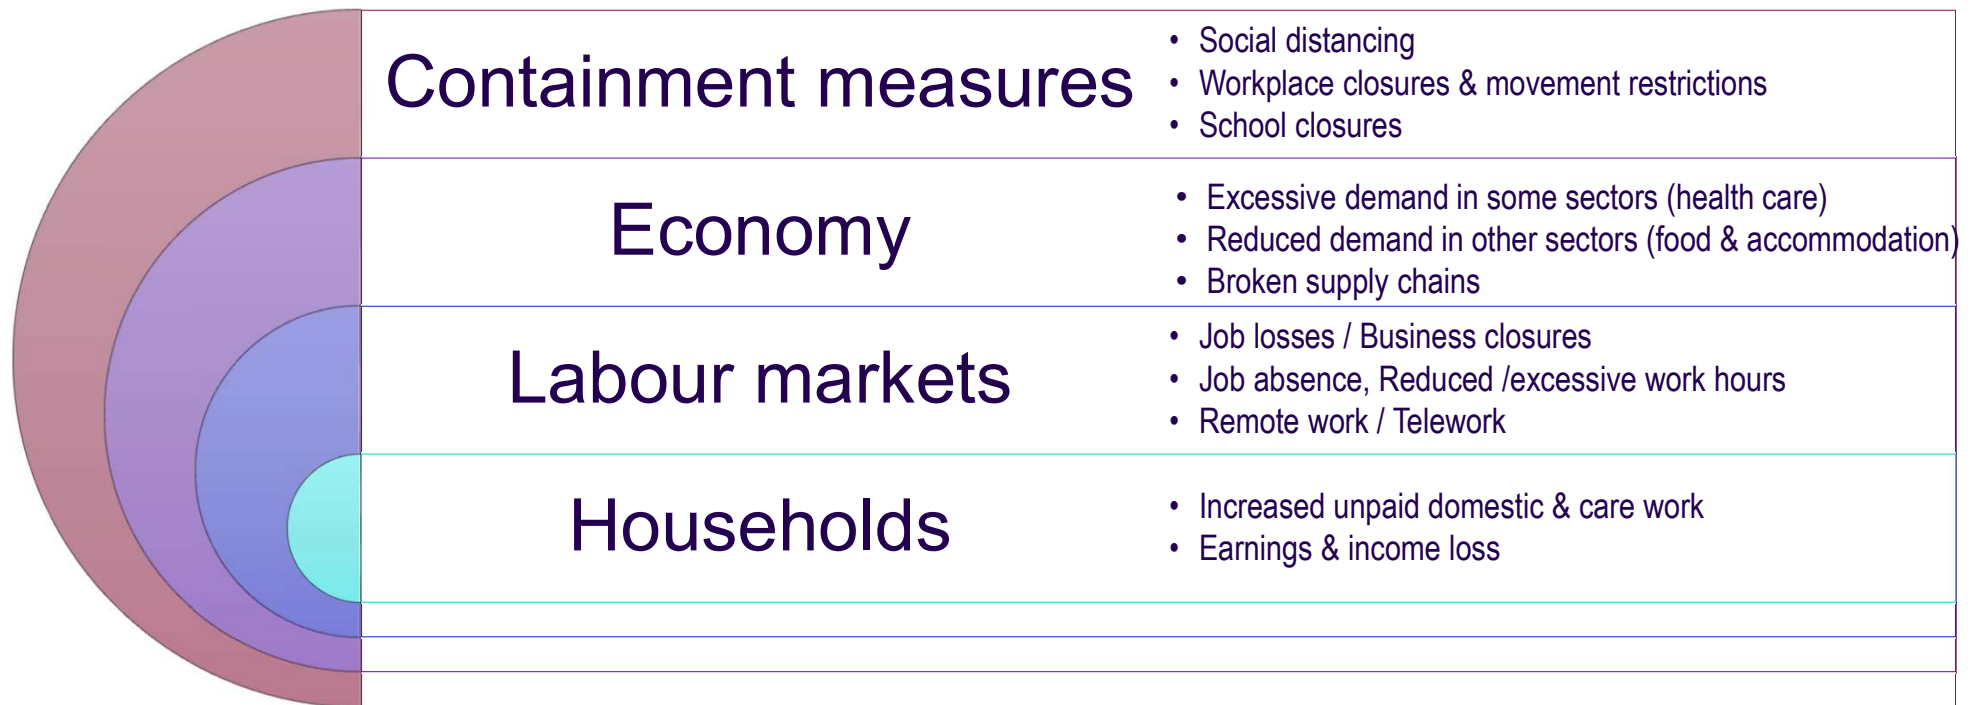 Containment measures
• Social distancing
• Workplace closures & movement restrictions
• School closures
Economy
• Excessive demand in some sectors (health care)
• Reduced demand in other sectors (food & accommodation)
• Broken supply chains
Labour markets
• Job losses / Business closures
• Job absence, Reduced /excessive work hours
• Remote work / Telework
Households
• Increased unpaid domestic & care work
• Earnings & income loss